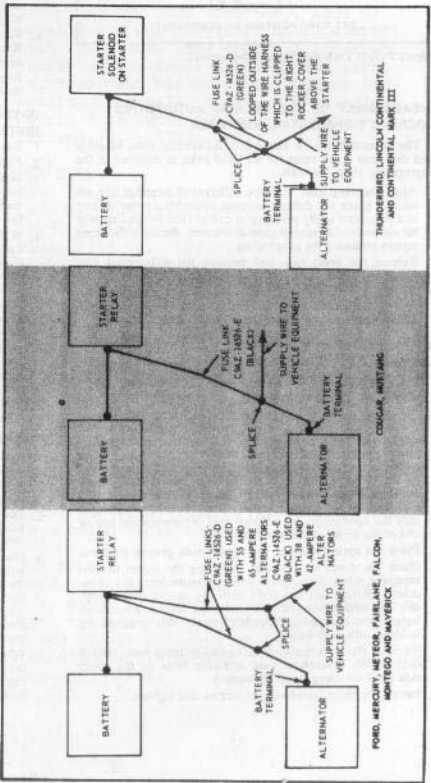 BATTERY
STARTER
RELAY
FUSE LINKS-
C9AZ-14526-D
(GREEN) USED
WITH 55 AND
65-AMPERE
ALTERNATORS
C9AZ-14526-E
(BLACK) USED
WITH 38 AND
42-AMPERE
ALTER
NATORS
BATTERY
TERMINAL
SPLICE
SUPPLY WIRE TO
VEHICLE EQUIPMENT
ALTERNATOR
FORD, MERCURY, METEOR, FAIRLANE, FALCON,
MONTEGO AND MAVERICK
BATTERY
STARTER
RELAY
FUSE LINK
C9AZ-14526-E
(BLACK)
SPLICE
SUPPLY WIRE TO
VEHICLE EQUIPMENT
BATTERY
TERMINAL
ALTERNATOR
COUGAR, MUSTANG
BATTERY
STARTER
SOLENOID
ON STARTER
FUSE LINK
C9AZ - W526-D
(GREEN)
LOOPED OUTSIDE
OF THE WIRE HARNESS
WHICH IS CLIPPED
TO THE RIGHT
ROCKER COVER
ABOVE THE
STARTER
SPLICE
BATTERY
TERMINAL
SUPPLY WIRE
TO VEHICLE
EQUIPMENT
ALTERNATOR
THUNDERBIRD, LINCOLN CONTINENTAL
AND CONTINENTAL MARK III